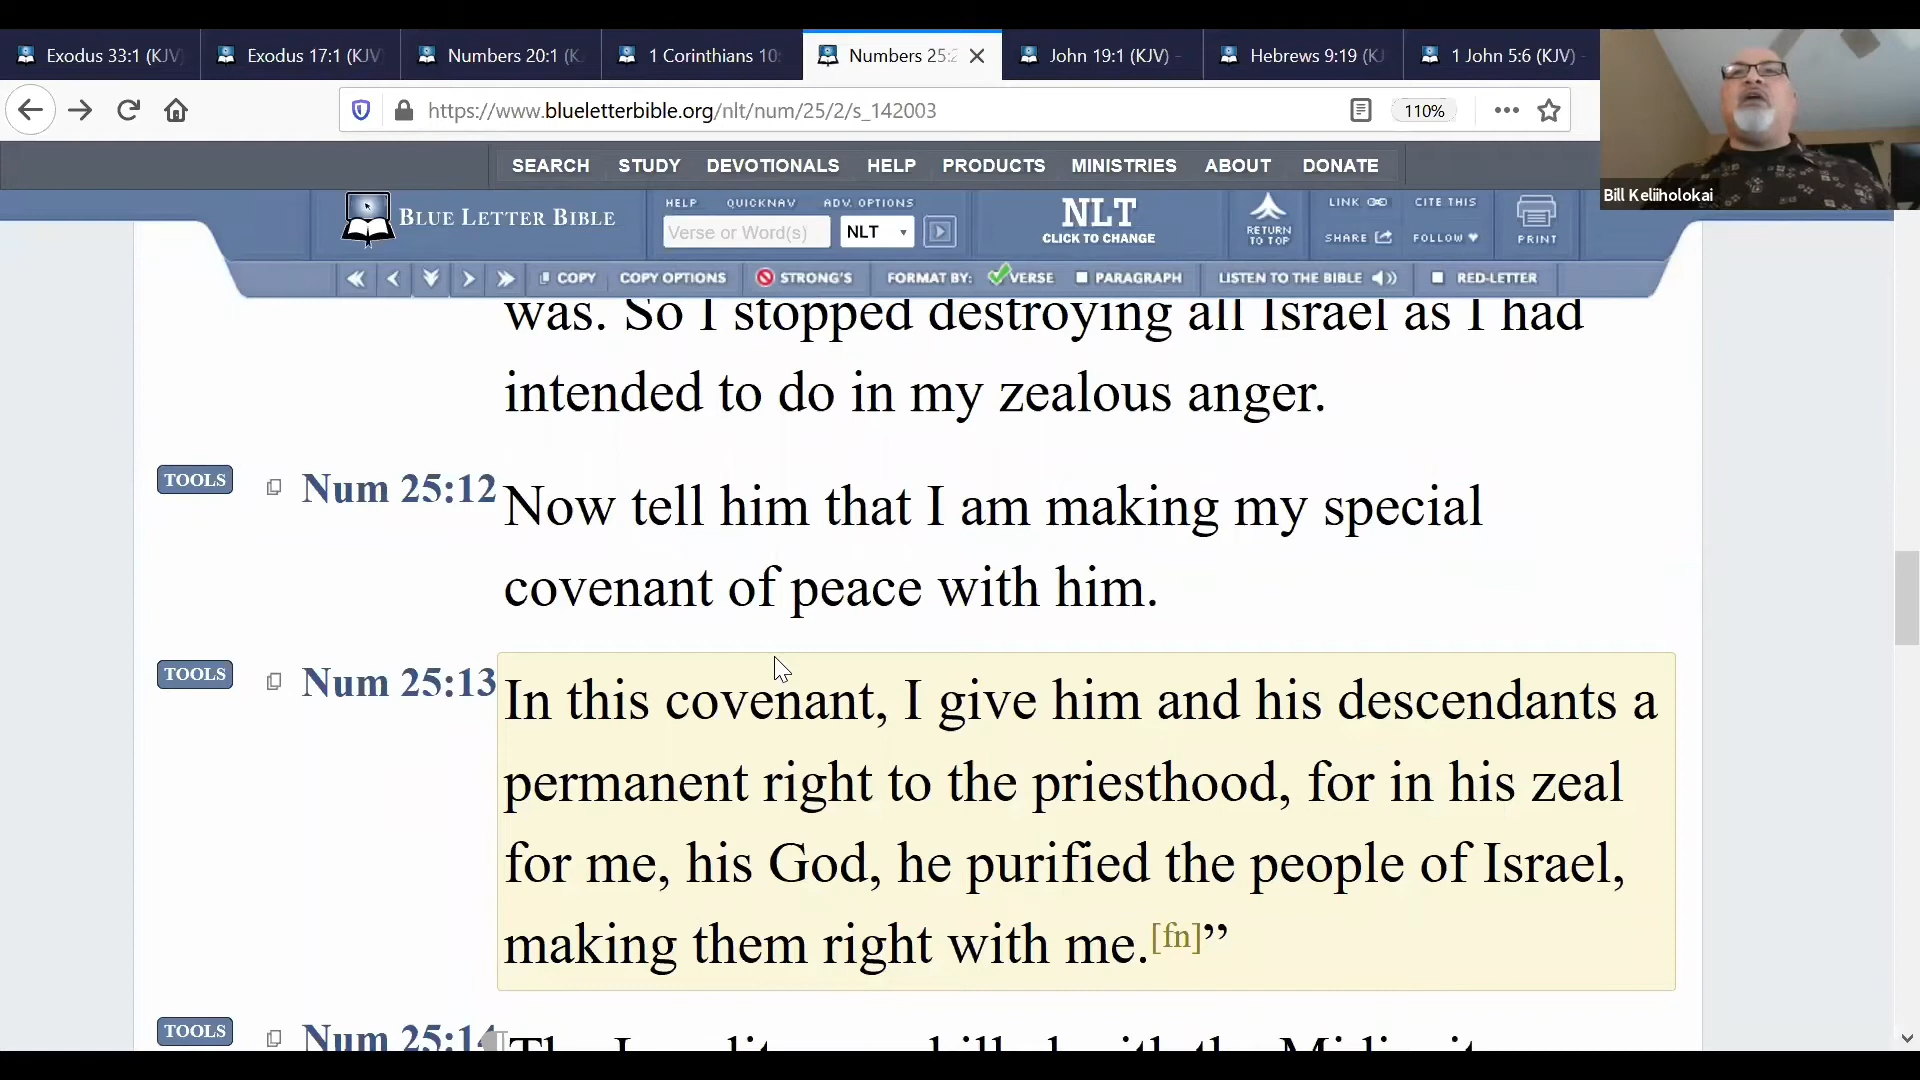 Exodus 33:1 (KJV)
Exodus 17:1 (KJV
Numbers 20:1 (K
1 Corinthians 10:
Numbers 25:2
John 19:1 (KJV) -
Hebrews 9:19 (KJ
1 John 5:6 (KJV) -
https://www.blueletterbible.org/nlt/num/25/2/s_142003
110%
Bill Keliiholokai
SEARCH STUDY DEVOTIONALS HELP PRODUCTS MINISTRIES ABOUT DONATE
BLUE LETTER BIBLE
HELP QUICKNAV ADV. OPTIONS
Verse or Word(s)
NLT
NLT
CLICK TO CHANGE
RETURN
TO TOP
LINK
CITE THIS
SHARE
FOLLOW
PRINT
COPY COPY OPTIONS STRONG'S FORMAT BY: VERSE PARAGRAPH LISTEN TO THE BIBLE RED-LETTER
was. So I stopped destroying all Israel as I had
intended to do in my zealous anger.
TOOLS Num 25:12 Now tell him that I am making my special
covenant of peace with him.
TOOLS Num 25:13 In this covenant, I give him and his descendants a
permanent right to the priesthood, for in his zeal
for me, his God, he purified the people of Israel,
making them right with me.[fn]”
TOOLS Num 25:14